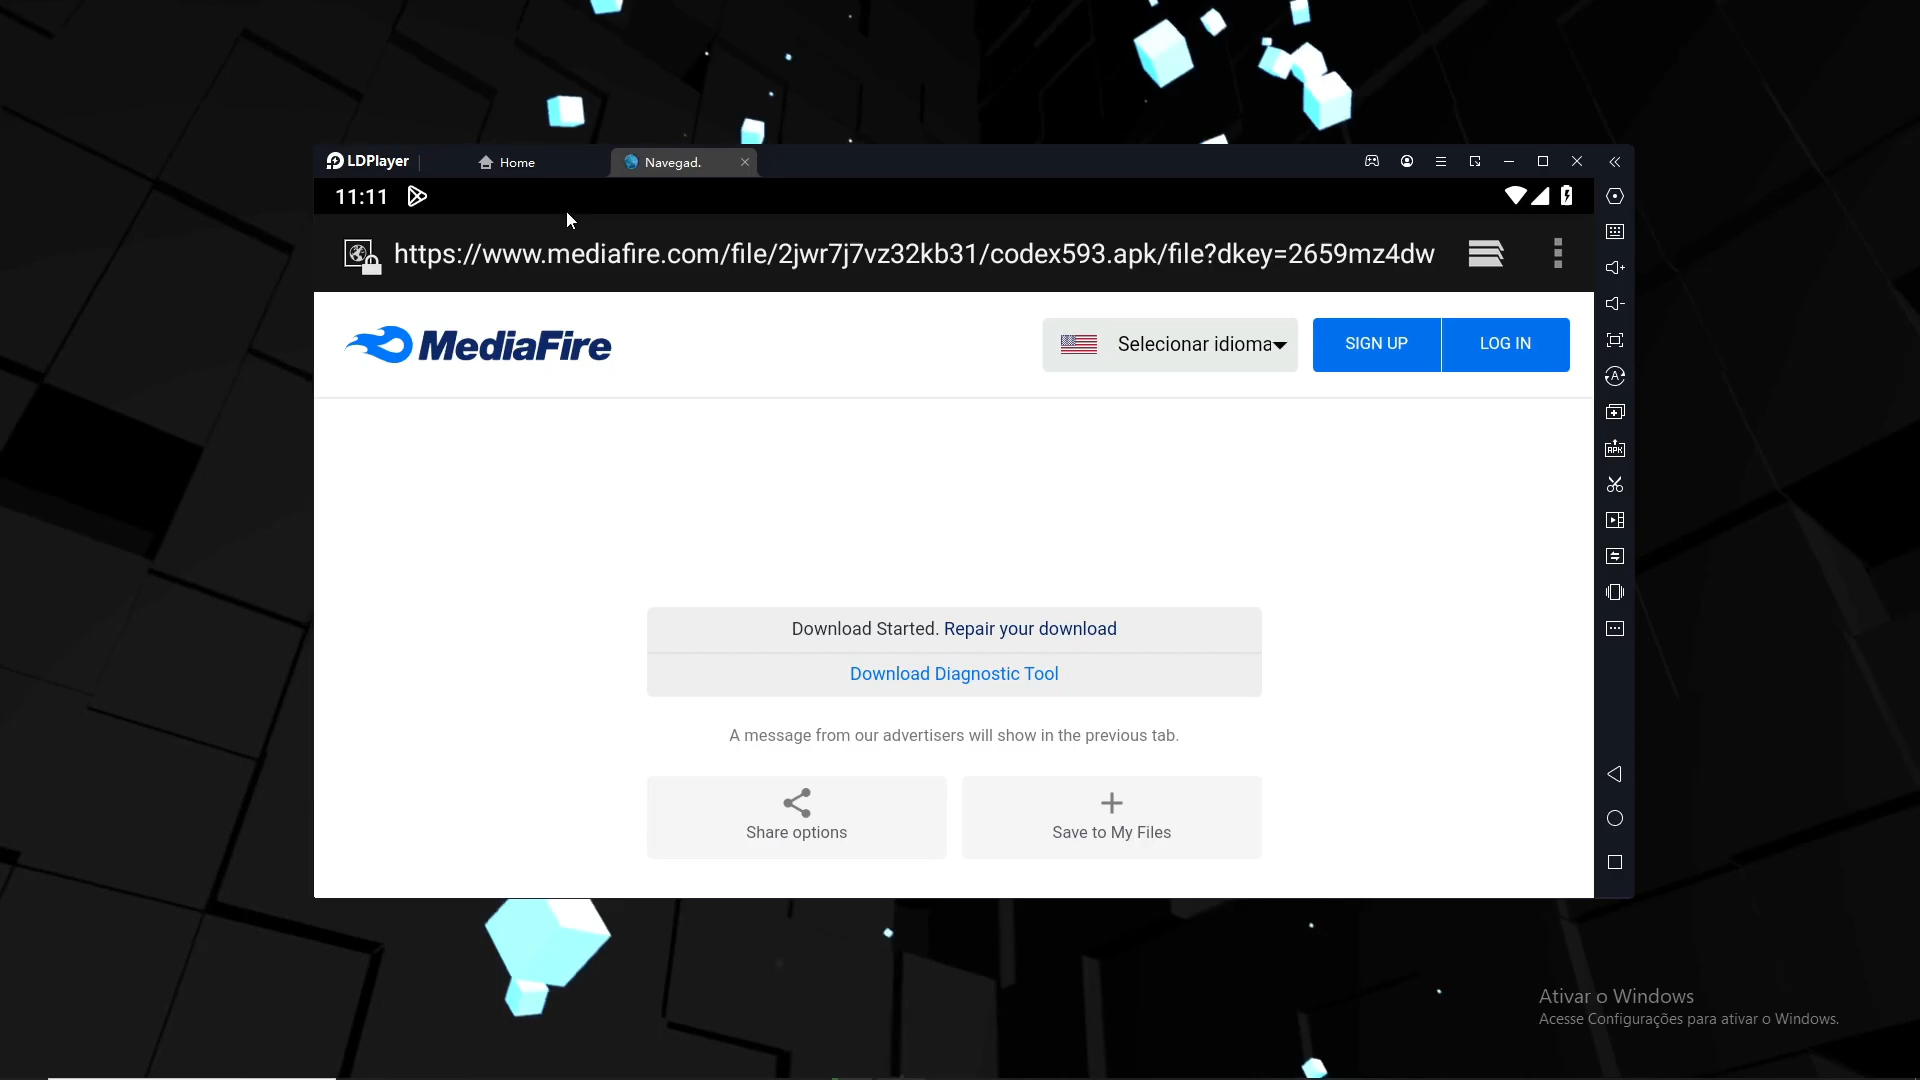 LDPlayer
Home
Navegad.
11:11
https://www.mediafire.com/file/2jwr7j7vz32kb31/codex593.apk/file?dkey=2659mz4dw
MediaFire
Selecionar idioma
SIGN UP
LOG IN
Download Started. Repair your download
Download Diagnostic Tool
A message from our advertisers will show in the previous tab.
Share options
Save to My Files
A
APK
Ativar o Windows
Acesse Configurações para ativar o Windows.